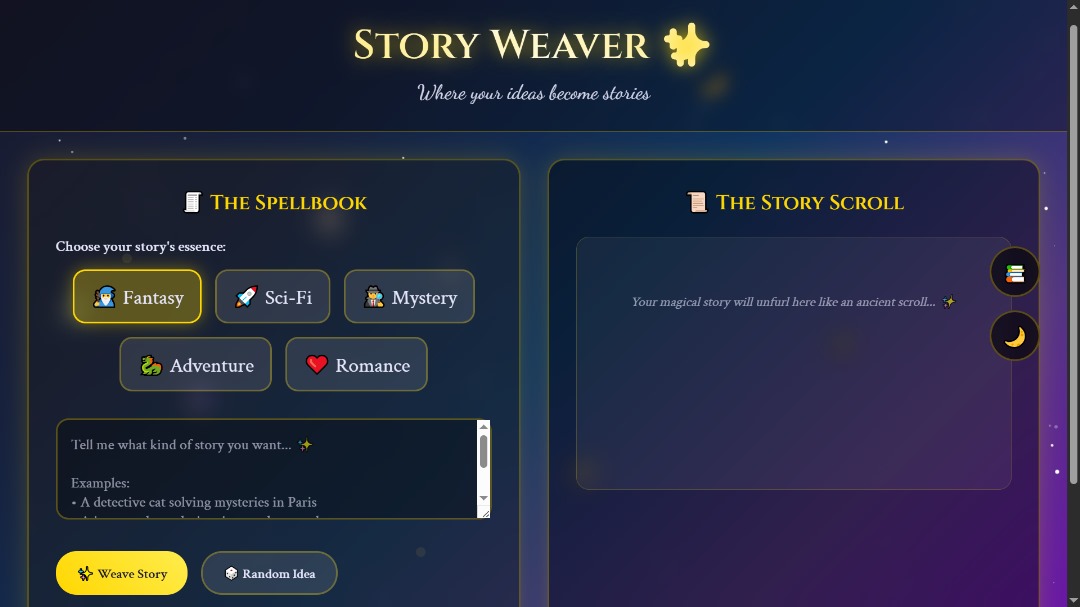 Story Weaver
Where your ideas become stories
The Spellbook
Choose your story's essence:
Fantasy
Sci-Fi
Mystery
Adventure
Romance
Tell me what kind of story you want...
Examples:
• A detective cat solving mysteries in Paris
Weave Story
Random Idea
The Story Scroll
Your magical story will unfurl here like an ancient scroll...